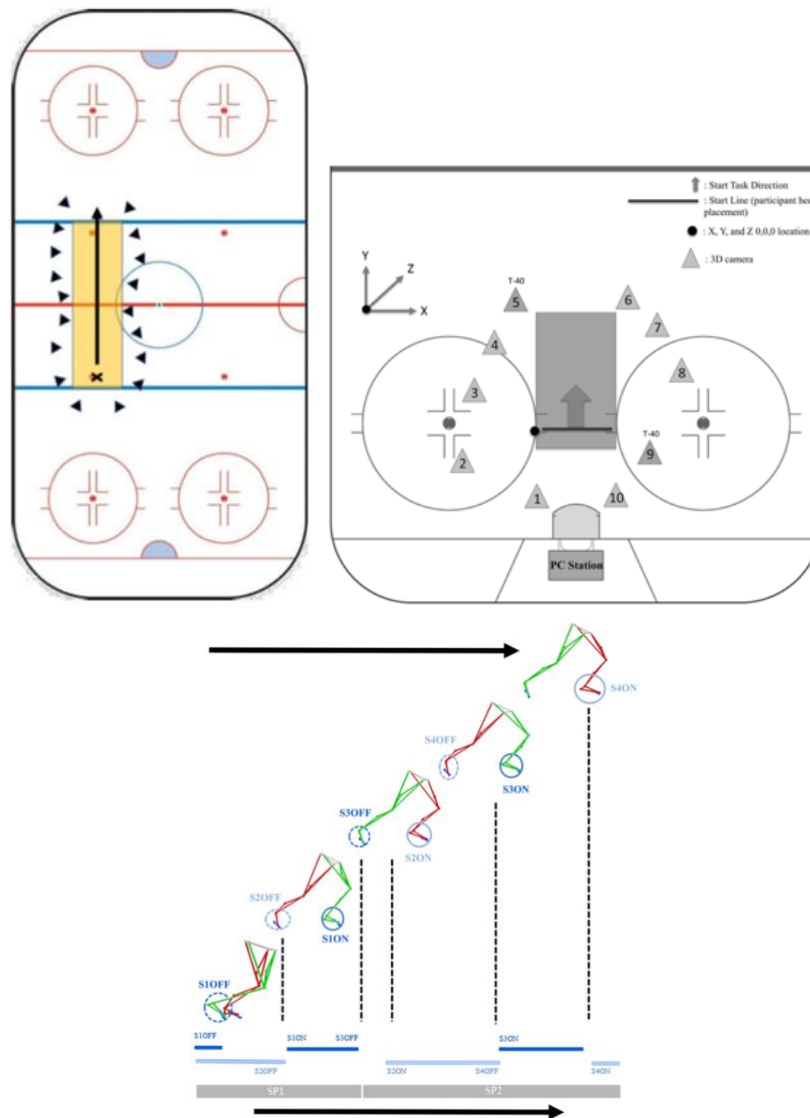 : Start Task Direction
: Start Line (participant hee
placement)
: X, Y, and Z 0,0,0 location
: 3D camera
Y
Z
X
T-40
5
6
4
7
3
8
T-40
2
9
1
10
PC Station
S4ON
S4OFF
S3ON
S3OFF
S2ON
S2OFF
S1ON
S1OFF
S1OFF
S1ON
S3OFF
S3ON
S2OFF
S2ON
S4OFF
S4ON
SP1
SP2